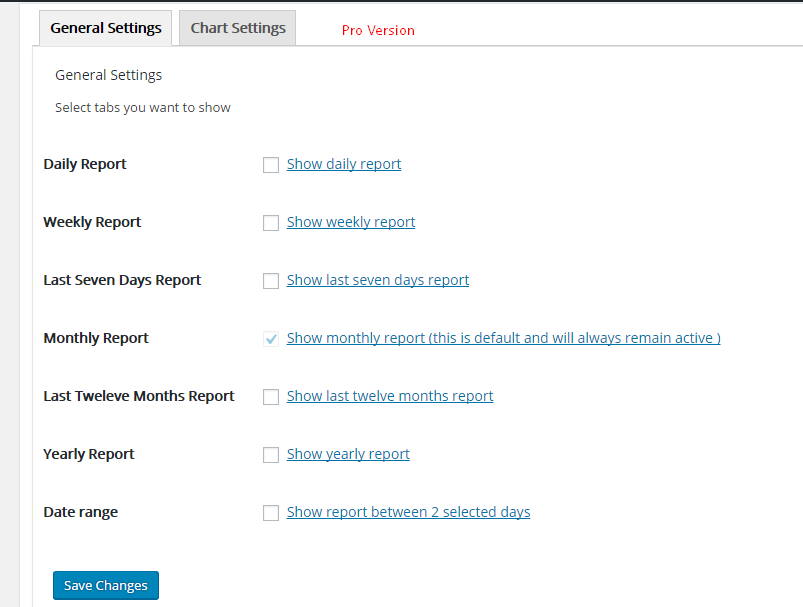 General Settings Chart Settings Pro Version
General Settings
Select tabs you want to show
Daily Report Show daily report
Weekly Report Show weekly report
Last Seven Days Report Show last seven days report
Monthly Report Show monthly report (this is default and will always remain active )
Last Tweleve Months Report Show last twelve months report
Yearly Report Show yearly report
Date range Show report between 2 selected days
Save Changes